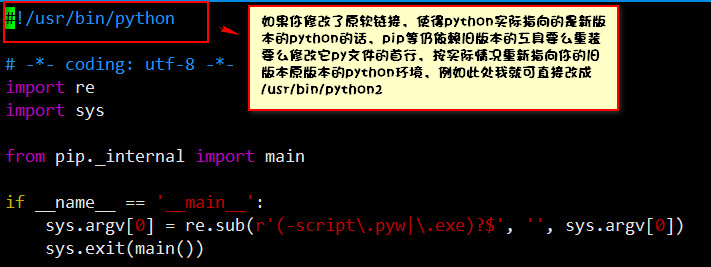 #!/usr/bin/python
如果你修改了原软链接、使得python实际指向的是新版
本的python的话、pip等仍依赖旧版本的工具要么重装
要么修改它py文件的首行、按实际情况重新指向你的旧
版本原版本的python环境、例如此处我就可直接改成
/usr/bin/python2
# -*- coding: utf-8 -*-
import re
import sys
from pip._internal import main
if __name__ == '__main__':
sys.argv[0] = re.sub(r'(-script\.pyw|\.exe)?$', '', sys.argv[0])
sys.exit(main())